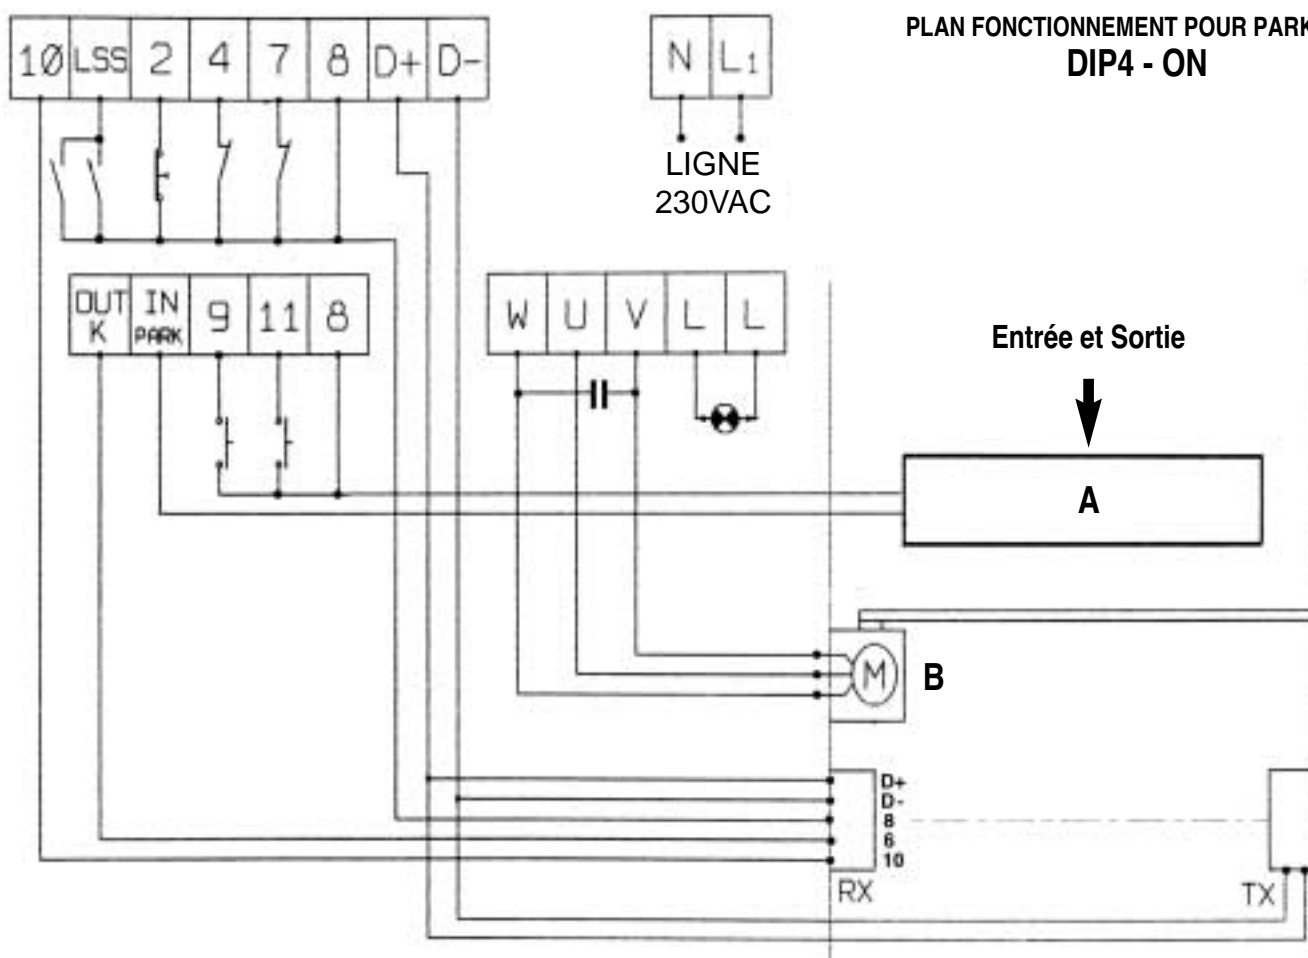 PLAN FONCTIONNEMENT POUR PARK
DIP4 - ON
10 LSS 2 4 7 8 D+ D-
N L1
LIGNE
230VAC
OUT K IN PARK 9 11 8
W U V L L
Entrée et Sortie
A
M
B
D+
D-
8
6
10
RX
TX